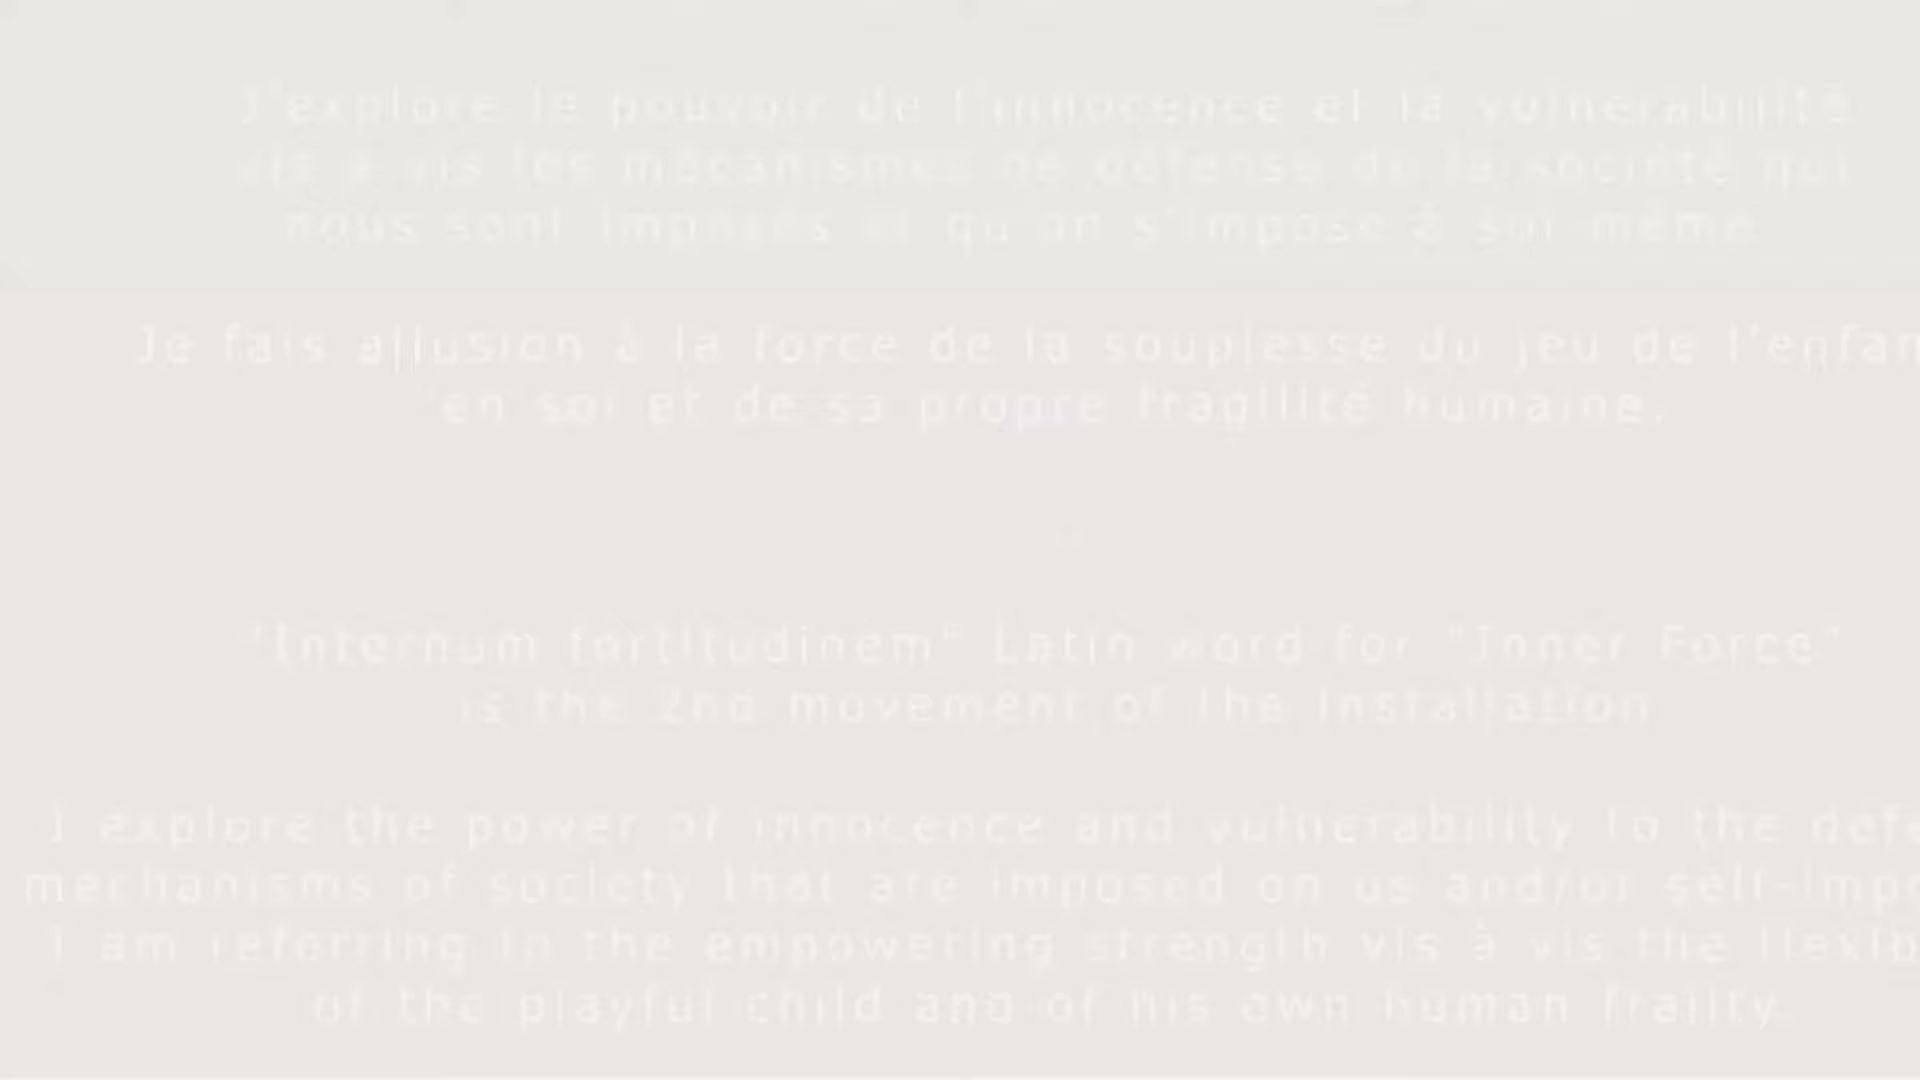 J'explore le pouvoir de l'innocence et la vulnérabilité
vis à vis les mécanismes de défense de la société qui
nous sont imposés et qu'on s'impose à soi-même
Je fais allusion à la force de la souplesse du jeu de l'enfan
en soi et de sa propre fragilité humaine.
"Internum fortitudinem" Latin word for "Inner Force"
is the 2nd movement of the installation
I explore the power of innocence and vulnerability to the defe
mechanisms of society that are imposed on us and/or self-impo
I am referring to the empowering strength vis à vis the flexib
of the playful child and of his own human frailty.